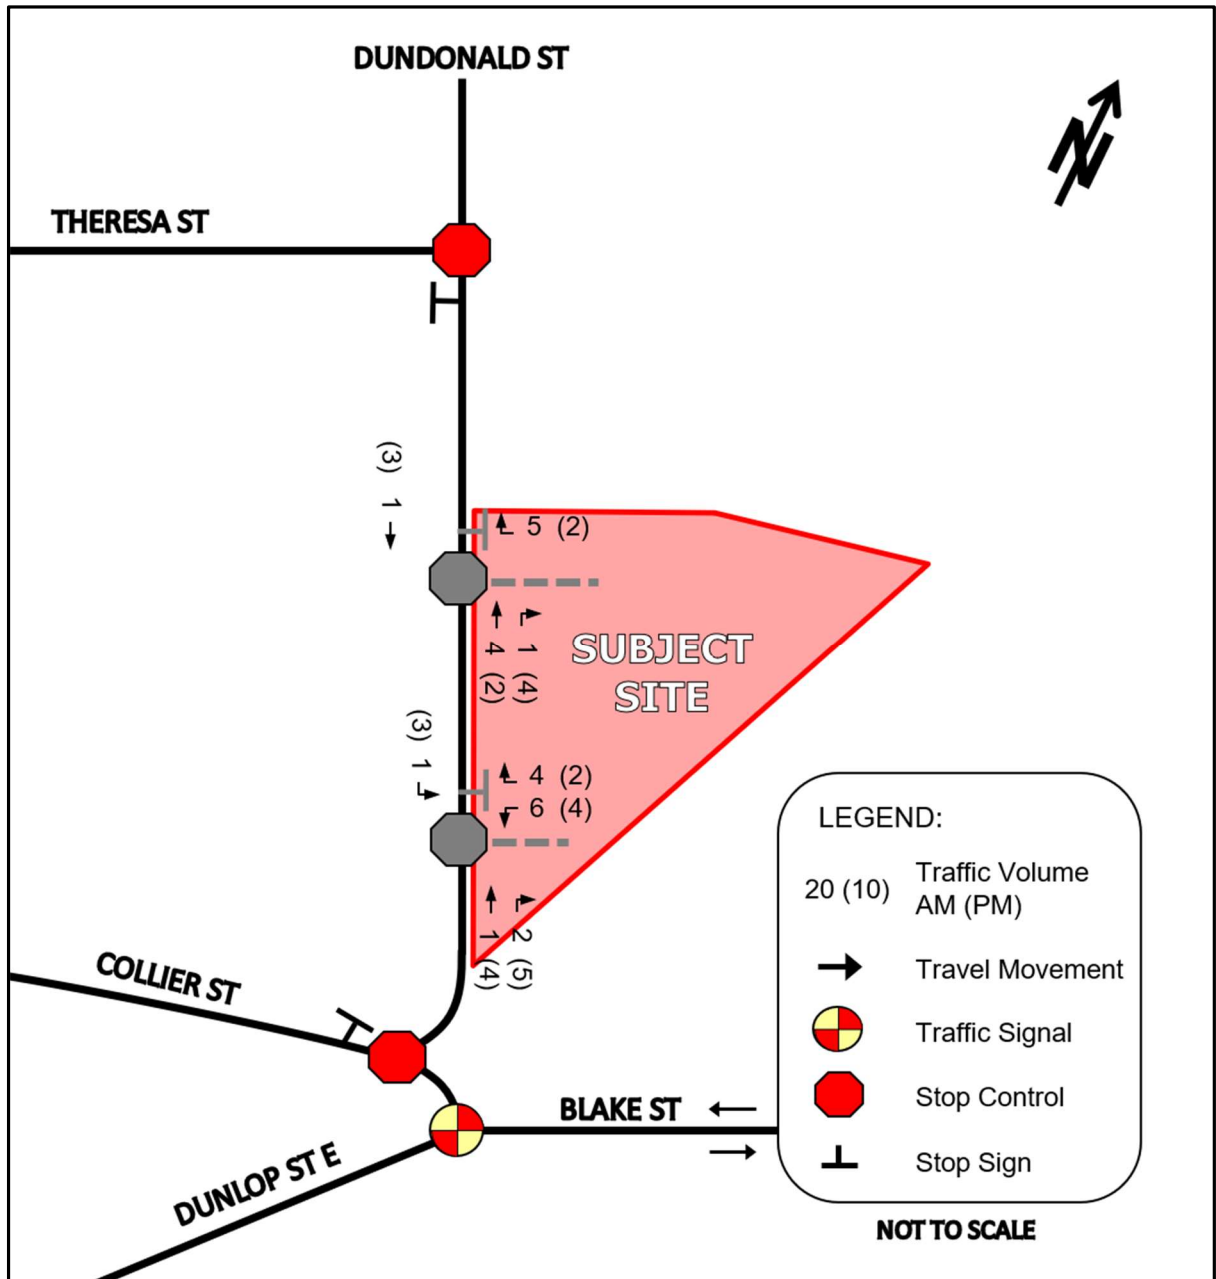 DUNDONALD ST
N
THERESA ST
(3) 1
5 (2)
4 (2)
1 (4)
SUBJECT
SITE
(3) 1
4 (2)
6 (4)
1 (4)
2 (5)
LEGEND:
20 (10)
Traffic Volume
AM (PM)
Travel Movement
Traffic Signal
Stop Control
Stop Sign
COLLIER ST
BLAKE ST
DUNLOP ST E
NOT TO SCALE